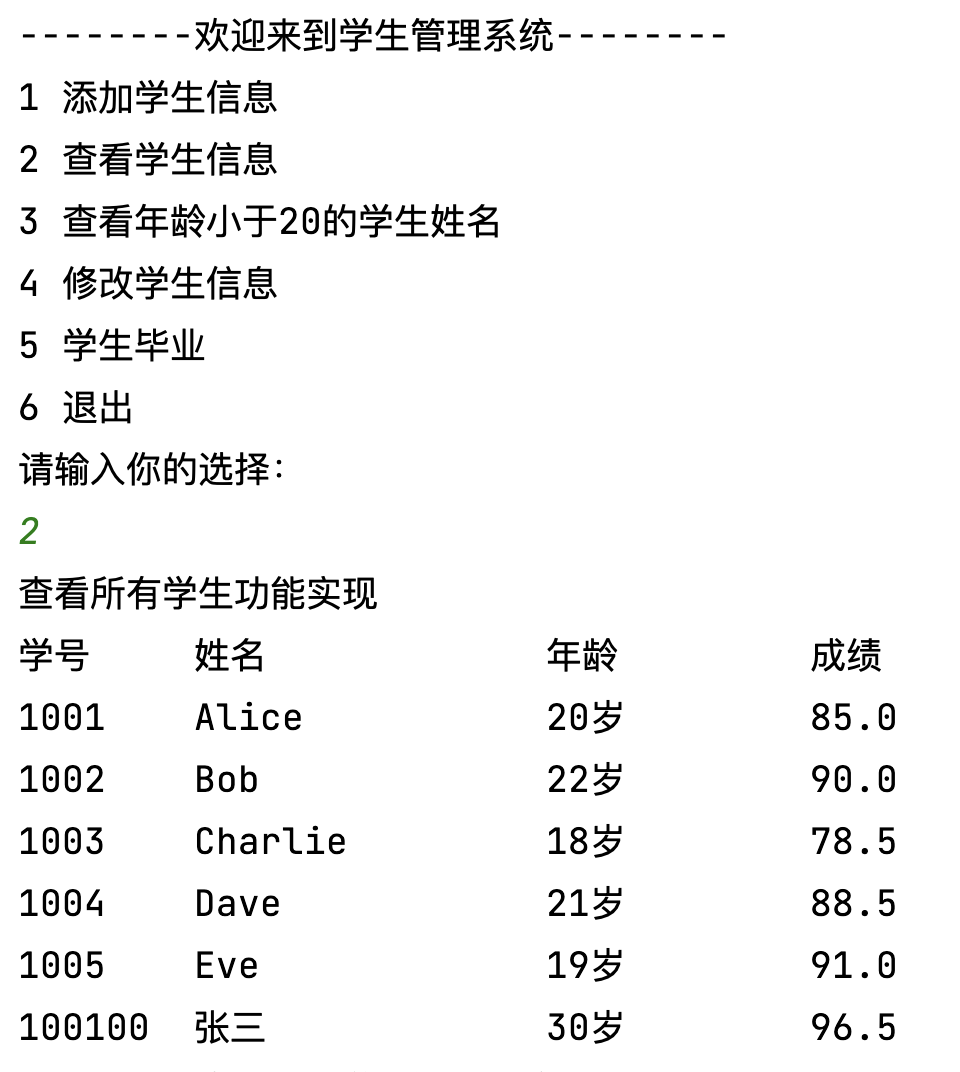 --------欢迎来到学生管理系统--------
1 添加学生信息
2 查看学生信息
3 查看年龄小于20的学生姓名
4 修改学生信息
5 学生毕业
6 退出
请输入你的选择:
2
查看所有学生功能实现
学号 姓名 年龄 成绩
1001 Alice 20岁 85.0
1002 Bob 22岁 90.0
1003 Charlie 18岁 78.5
1004 Dave 21岁 88.5
1005 Eve 19岁 91.0
100100 张三 30岁 96.5